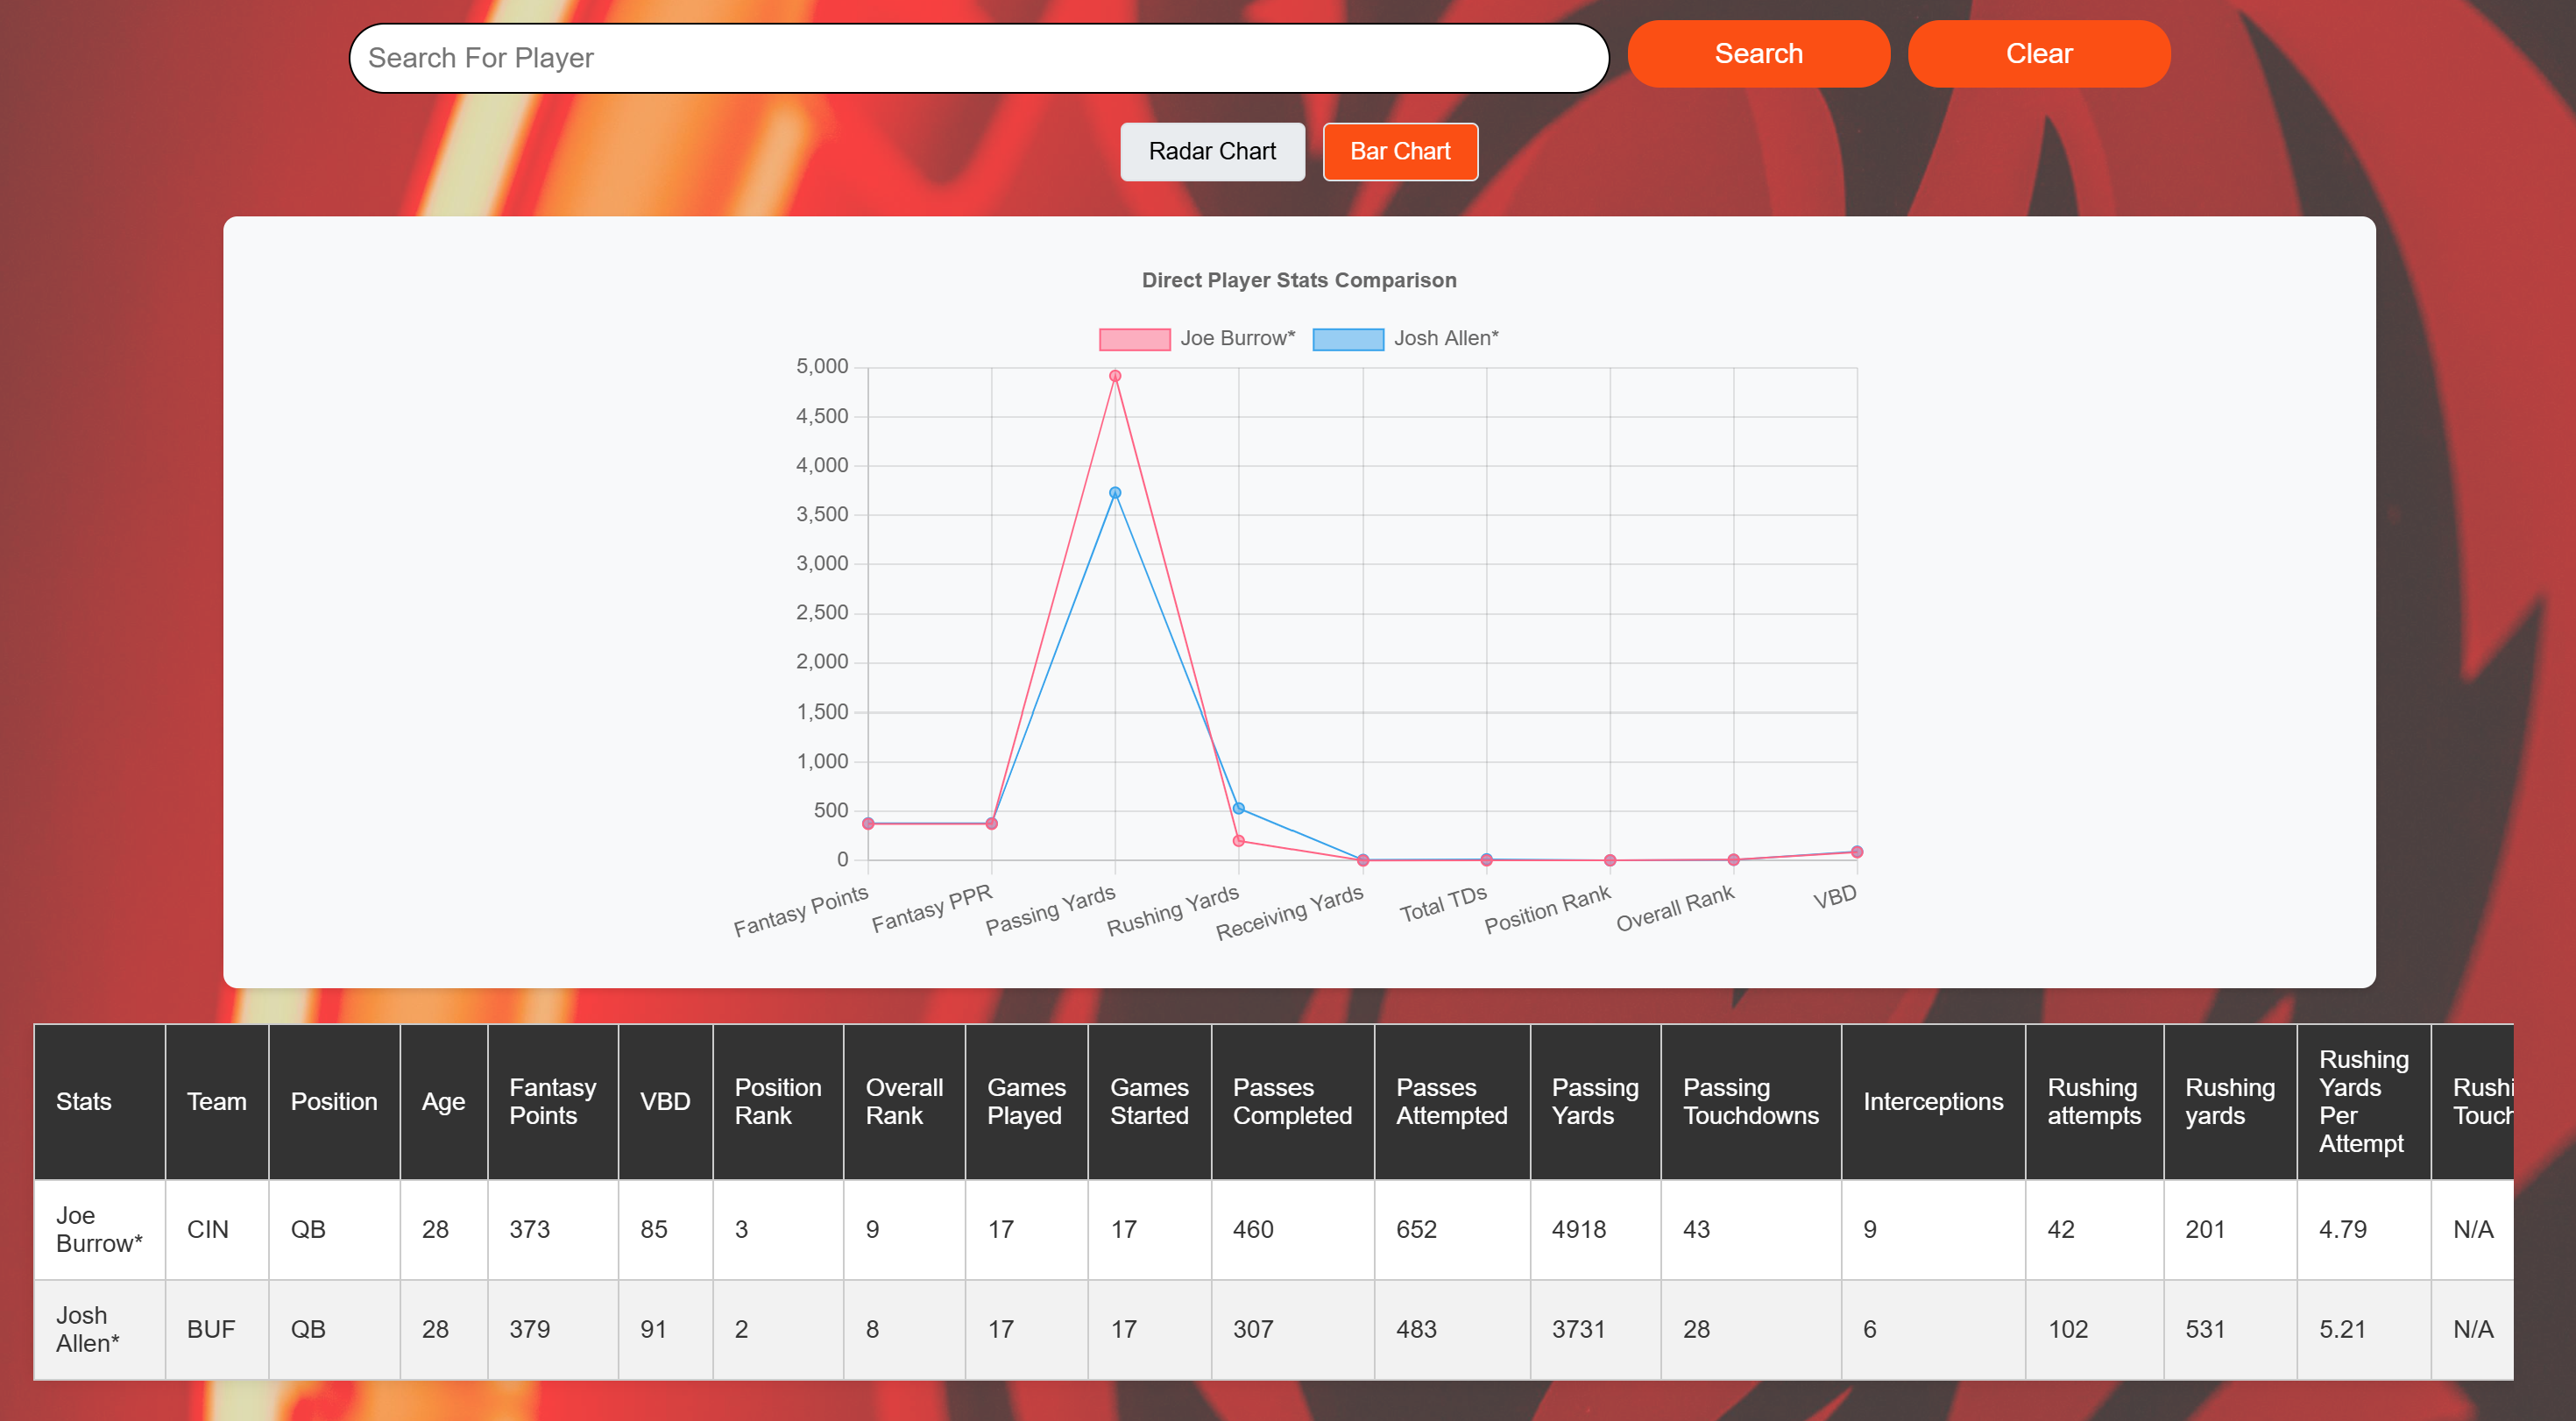 Search For Player
Search
Clear
Radar Chart
Bar Chart
Direct Player Stats Comparison
Joe Burrow*
Josh Allen*
5,000
4,500
4,000
3,500
3,000
2,500
2,000
1,500
1,000
500
0
Fantasy Points
Fantasy PPR
Passing Yards
Rushing Yards
Receiving Yards
Total TDs
Position Rank
Overall Rank
VBD
Stats Team Position Age Fantasy Points VBD Position Rank Overall Rank Games Played Games Started Passes Completed Passes Attempted Passing Yards Passing Touchdowns Interceptions Rushing attempts Rushing yards Rushing Yards Per Attempt Rushi Touch
Joe Burrow* CIN QB 28 373 85 3 9 17 17 460 652 4918 43 9 42 201 4.79 N/A
Josh Allen* BUF QB 28 379 91 2 8 17 17 307 483 3731 28 6 102 531 5.21 N/A